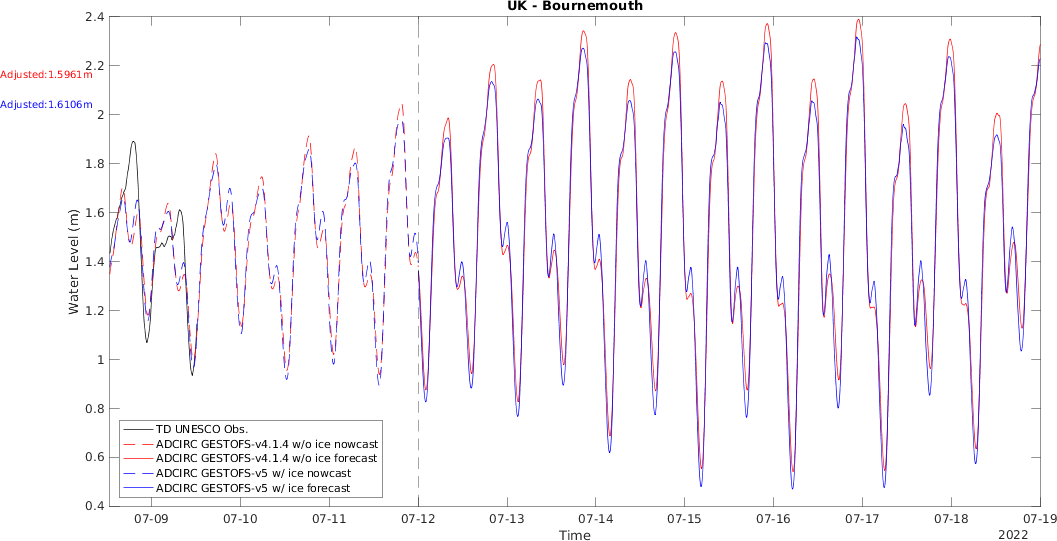 UK - Bournemouth
Adjusted:1.5961m
Adjusted:1.6106m
Water Level (m)
2.4
2.2
2
1.8
1.6
1.4
1.2
1
0.8
0.6
0.4
TD UNESCO Obs.
ADCIRC GESTOFS-v4.1.4 w/o ice nowcast
ADCIRC GESTOFS-v4.1.4 w/o ice forecast
ADCIRC GESTOFS-v5 w/ ice nowcast
ADCIRC GESTOFS-v5 w/ ice forecast
07-09 07-10 07-11 07-12 07-13 07-14 07-15 07-16 07-17 07-18 07-19
Time
2022